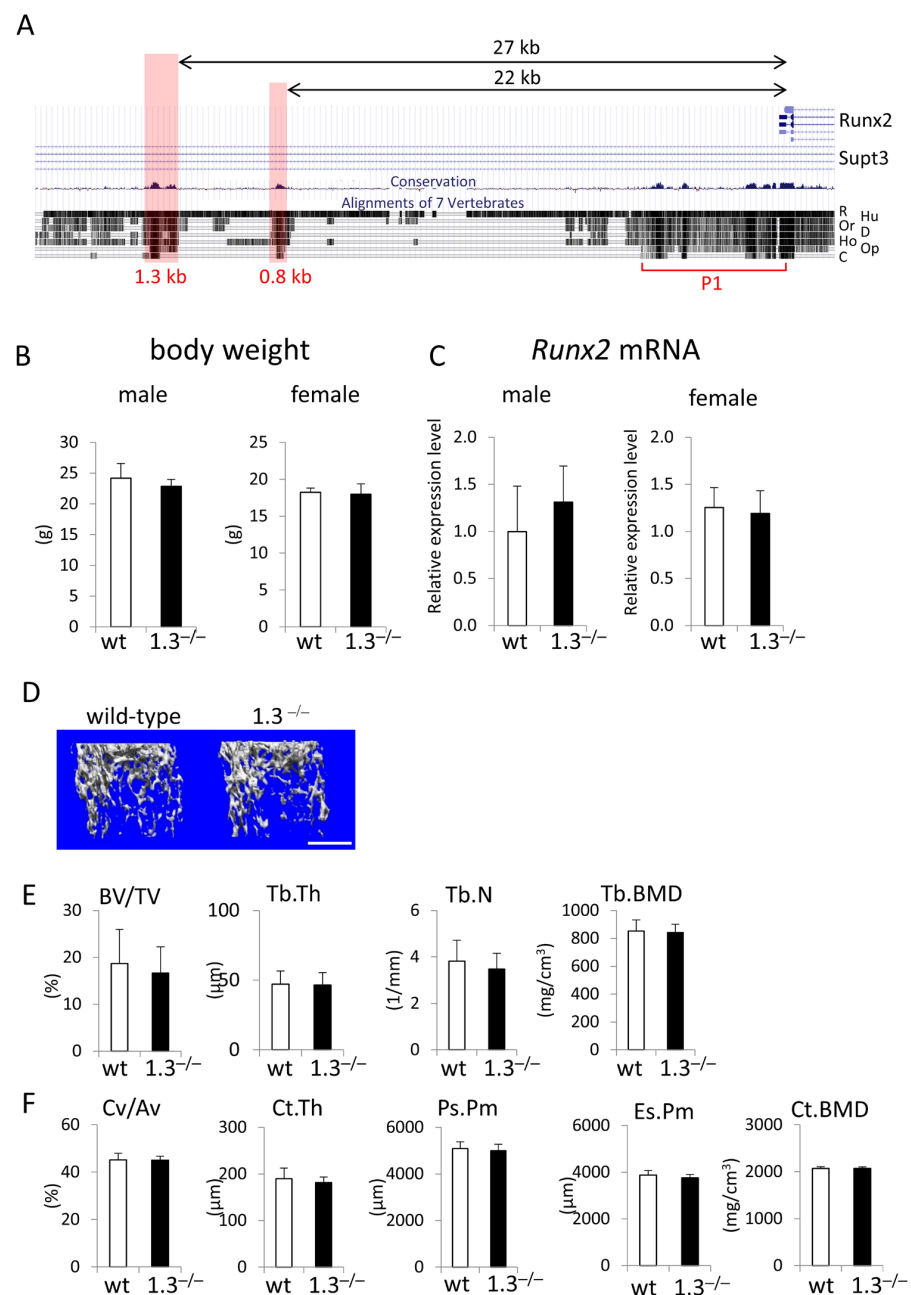 A
27 kb
22 kb
Runx2
Supt3
Conservation
Alignments of 7 Vertebrates
R
Hu
Or
D
Ho
Op
C
1.3 kb
0.8 kb
P1
B
body weight
male
female
30
25
20
15
10
5
0
(g)
wt
1.3–/–
25
20
15
10
5
0
(g)
wt
1.3–/–
C
Runx2 mRNA
male
female
Relative expression level
2.0
1.5
1.0
0.5
0.0
wt
1.3–/–
Relative expression level
2.0
1.5
1.0
0.5
0.0
wt
1.3–/–
D
wild-type
1.3 –/–
E
BV/TV
30
20
10
0
(%)
wt
1.3–/–
Tb.Th
100
50
0
(μm)
wt
1.3–/–
Tb.N
6
4
2
0
(1/mm)
wt
1.3–/–
Tb.BMD
1000
800
600
400
200
0
(mg/cm3)
wt
1.3–/–
F
Cv/Av
60
40
20
0
(%)
wt
1.3–/–
Ct.Th
300
200
100
0
(μm)
wt
1.3–/–
Ps.Pm
6000
4000
2000
0
(μm)
wt
1.3–/–
Es.Pm
6000
4000
2000
0
(μm)
wt
1.3–/–
Ct.BMD
3000
2000
1000
0
(mg/cm3)
wt
1.3–/–